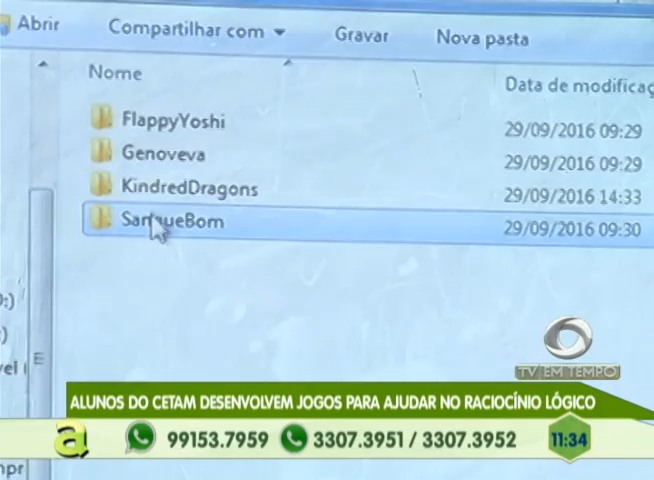 Abrir Compartilhar com Gravar Nova pasta
Nome Data de modificaç
FlappyYoshi 29/09/2016 09:29
Genoveva 29/09/2016 09:29
KindredDragons 29/09/2016 14:33
29/09/2016 09:30
TV EM TEMPO
ALUNOS DO CETAM DESENVOLVEM JOGOS PARA AJUDAR NO RACIOCÍNIO LÓGICO
a 99153.7959 3307.3951 / 3307.3952 11:34